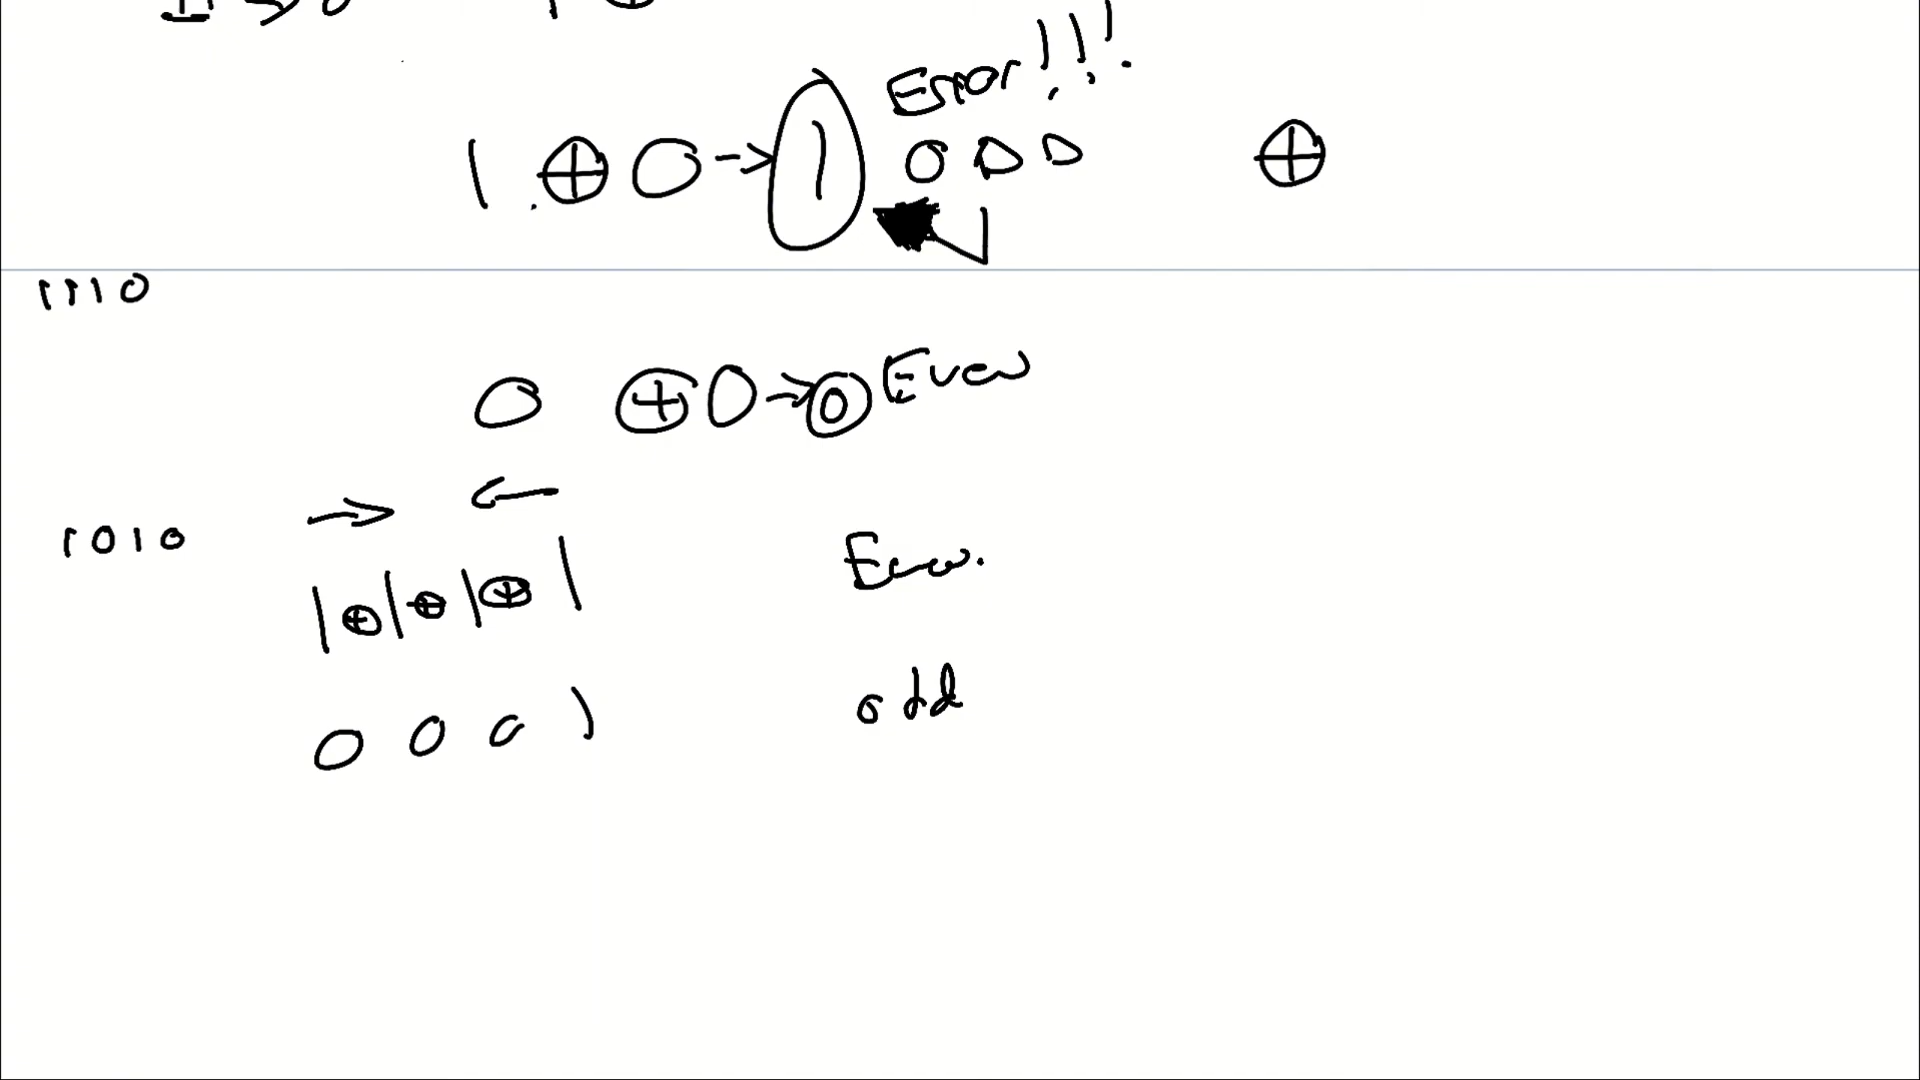 Error!!!
1 ⊕ 0 → 1 ODD ⊕
1110
0 ⊕ 0 → 0 Even
→ ←
1010
1 ⊕ 1 ⊕ 1 ⊕ 1 Even.
0 0 0 1 odd